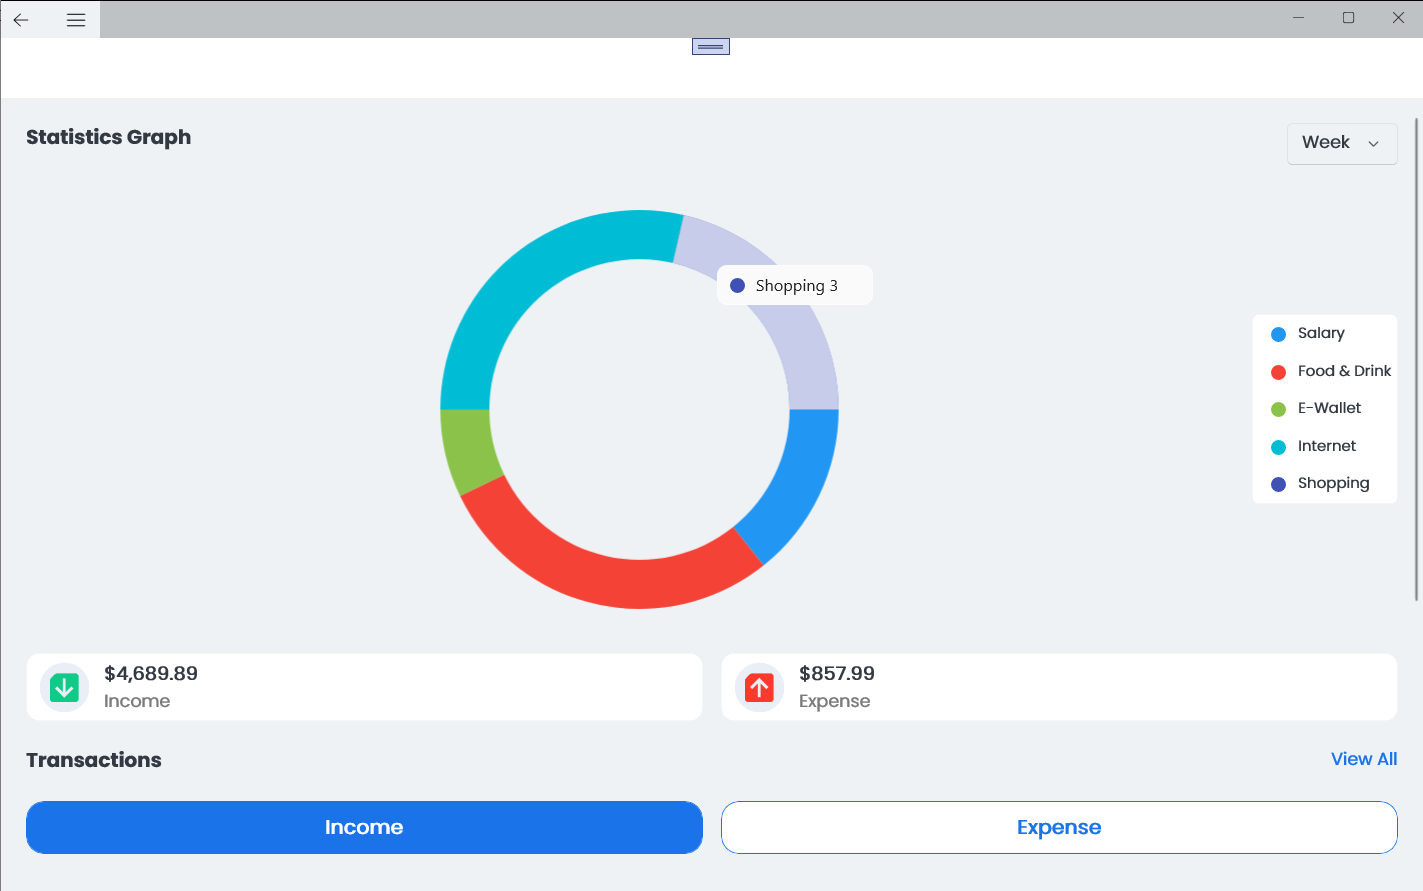 Statistics Graph
Week
Shopping 3
Salary
Food & Drink
E-Wallet
Internet
Shopping
$4,689.89
Income
$857.99
Expense
Transactions
View All
Income
Expense